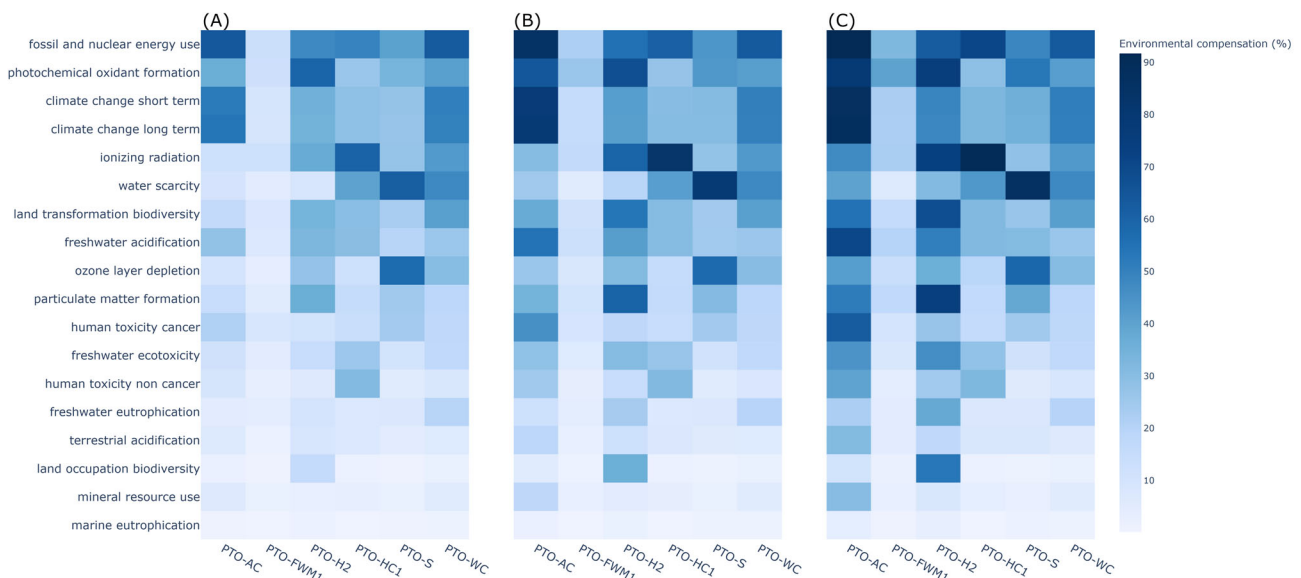 (A)
(B)
(C)
fossil and nuclear energy use
photochemical oxidant formation
climate change short term
climate change long term
ionizing radiation
water scarcity
land transformation biodiversity
freshwater acidification
ozone layer depletion
particulate matter formation
human toxicity cancer
freshwater ecotoxicity
human toxicity non cancer
freshwater eutrophication
terrestrial acidification
land occupation biodiversity
mineral resource use
marine eutrophication
PTO-AC
PTO-FWM1
PTO-H2
PTO-HC1
PTO-S
PTO-WC
PTO-AC
PTO-FWM1
PTO-H2
PTO-HC1
PTO-S
PTO-WC
PTO-AC
PTO-FWM1
PTO-H2
PTO-HC1
PTO-S
PTO-WC
Environmental compensation (%)
90
80
70
60
50
40
30
20
10